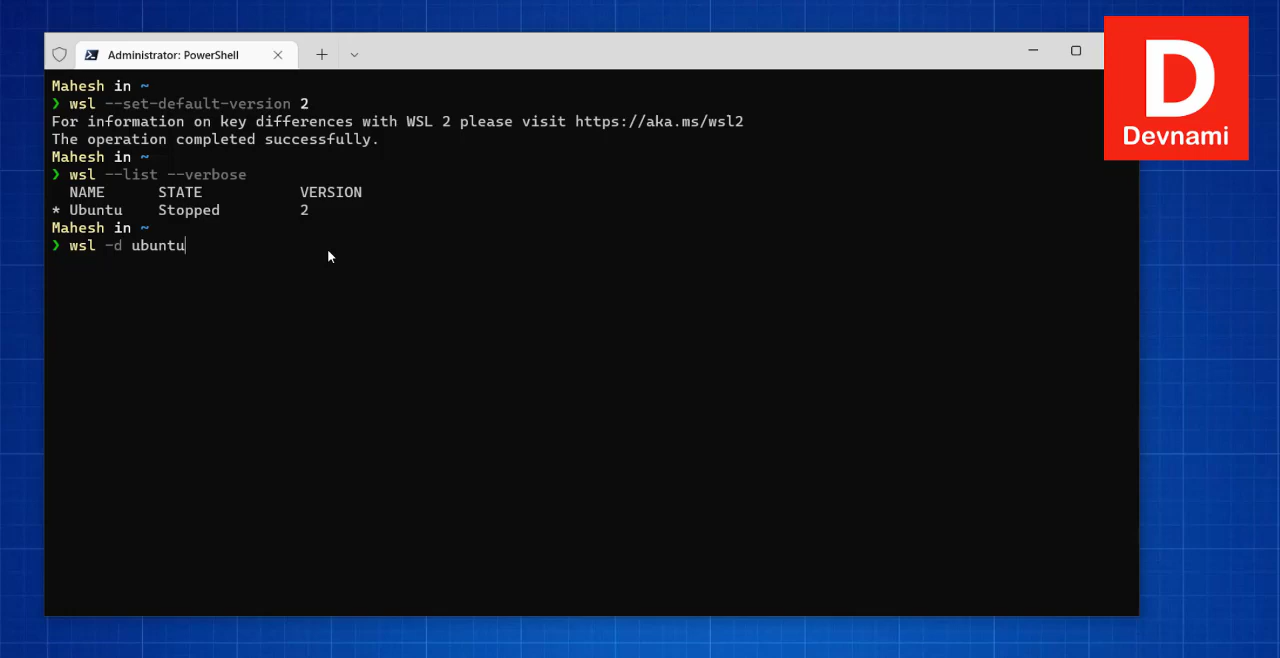 Administrator: PowerShell
D
Devnami
Mahesh in ~
❯ wsl --set-default-version 2
For information on key differences with WSL 2 please visit https://aka.ms/wsl2
The operation completed successfully.
Mahesh in ~
❯ wsl --list --verbose
NAME STATE VERSION
* Ubuntu Stopped 2
Mahesh in ~
❯ wsl -d ubuntu